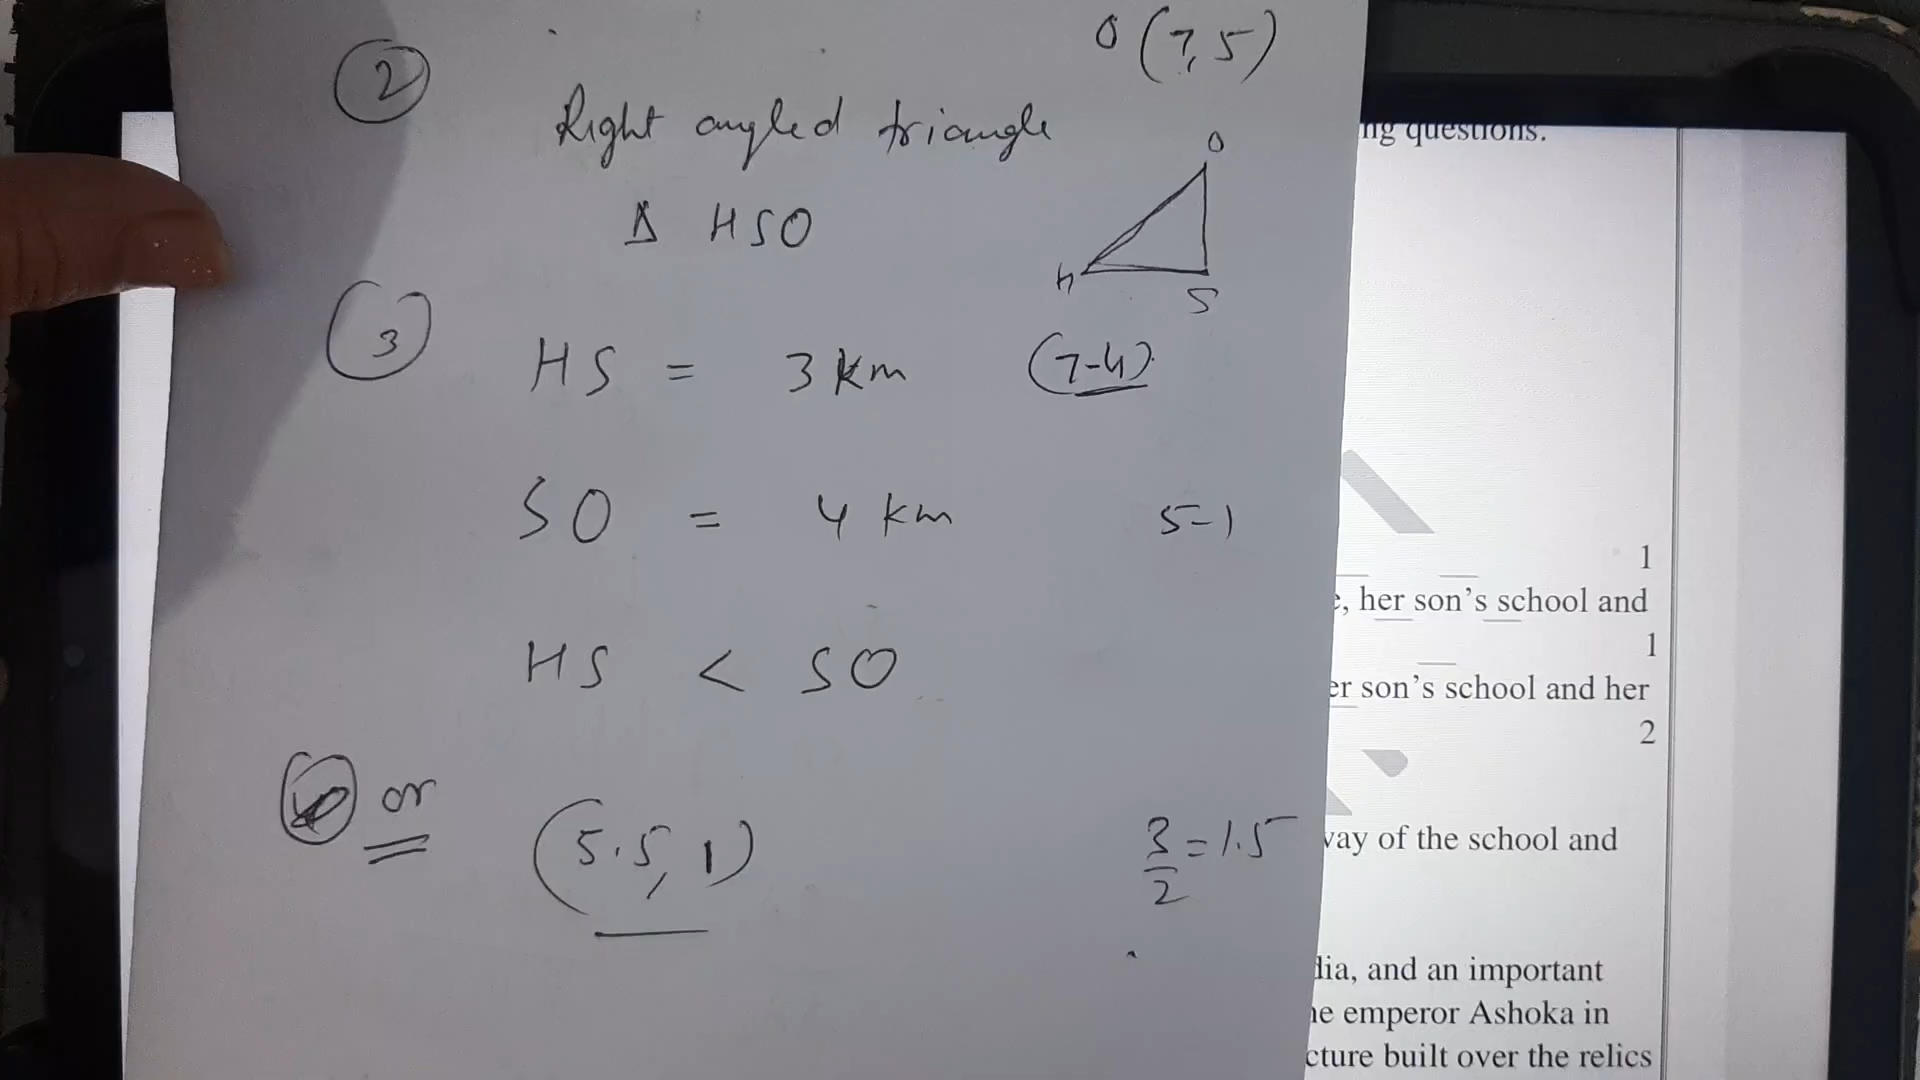 O (7,5)
2
Right angled triangle
Δ HSO
O
H
S
3
HS = 3 km (7-4)
SO = 4 km 5-1
HS < SO
or
(5.5, 1)
3/2 = 1.5
ng questions.
1
, her son's school and
1
er son's school and her
2
way of the school and
dia, and an important
he emperor Ashoka in
cture built over the relics